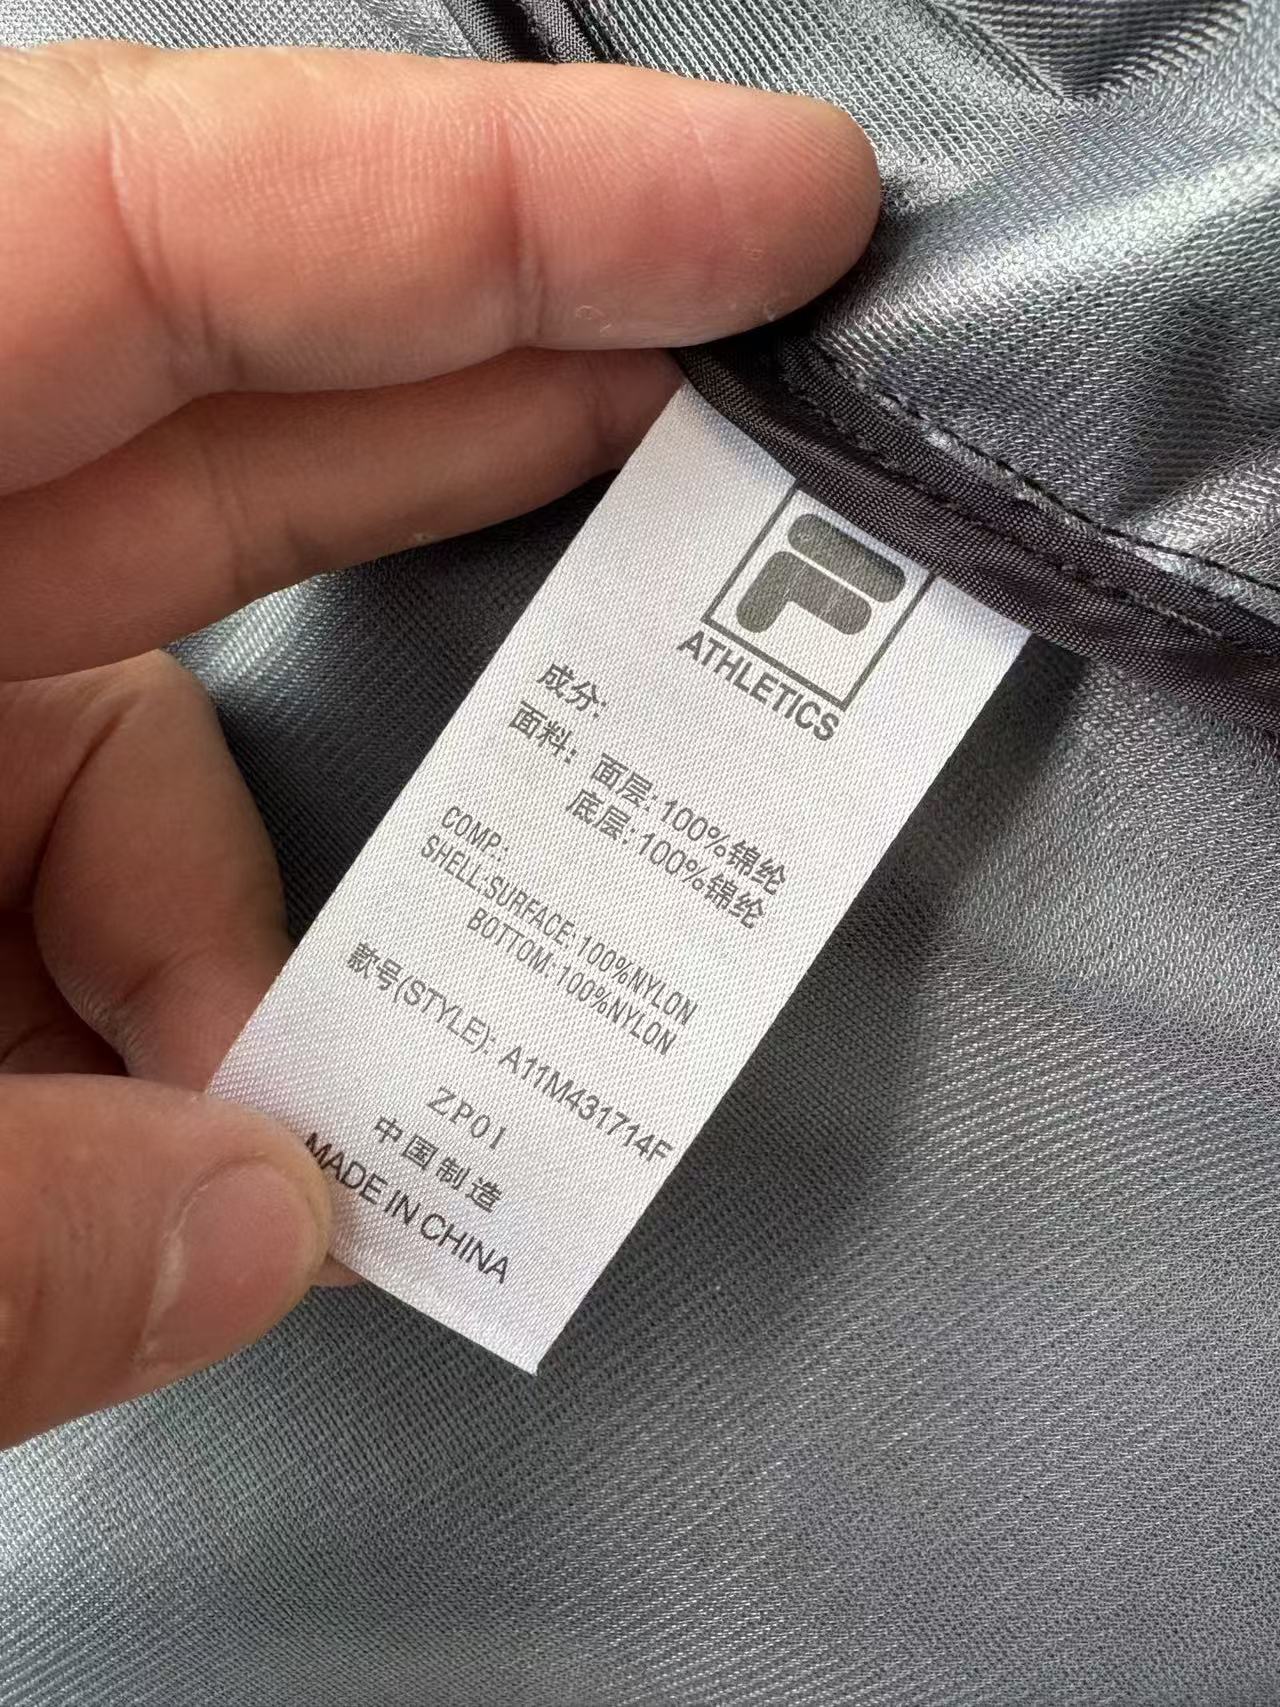 F
ATHLETICS
成分:
面料: 面层: 100%锦纶
底层: 100%锦纶
COMP.:
SHELL:SURFACE: 100%NYLON
BOTTOM: 100%NYLON
款号(STYLE): A11M431714F
ZP01
中国制造
MADE IN CHINA